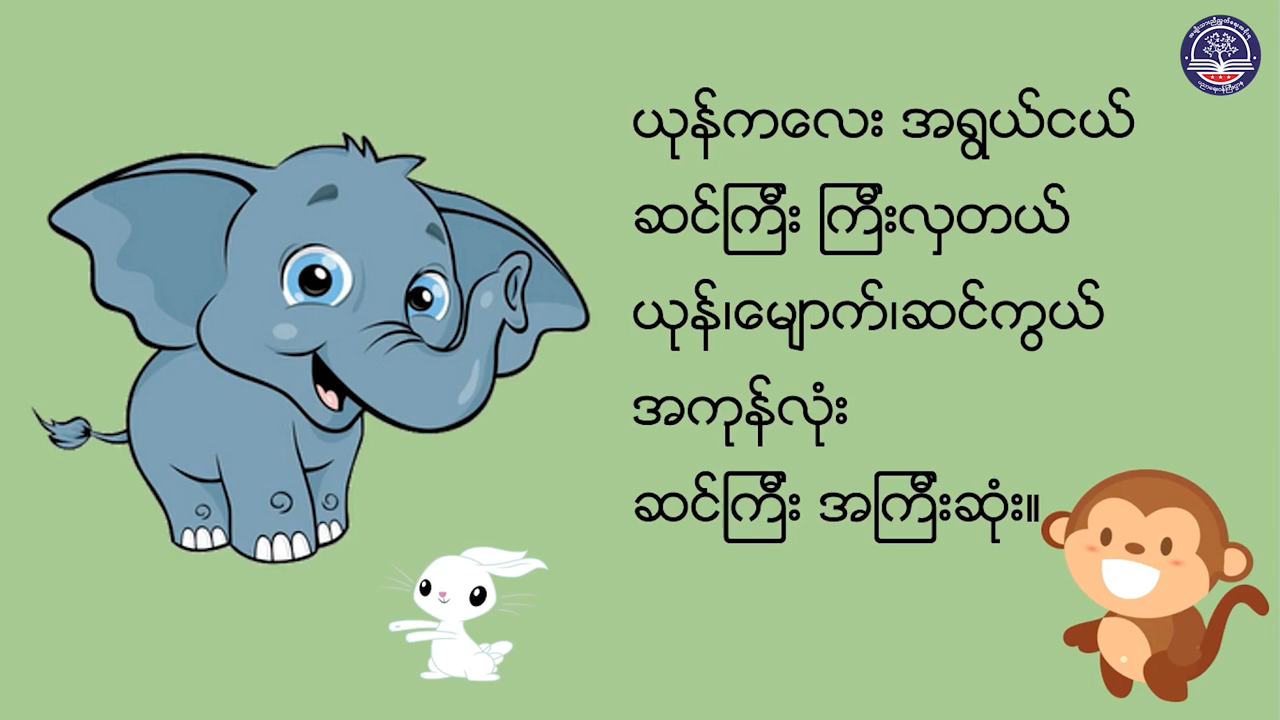 ယုန်ကလေး အရွယ်ငယ်
ဆင်ကြီး ကြီးလှတယ်
ယုန်၊မျောက်၊ဆင်ကွယ်
အကုန်လုံး
ဆင်ကြီး အကြီးဆုံး။